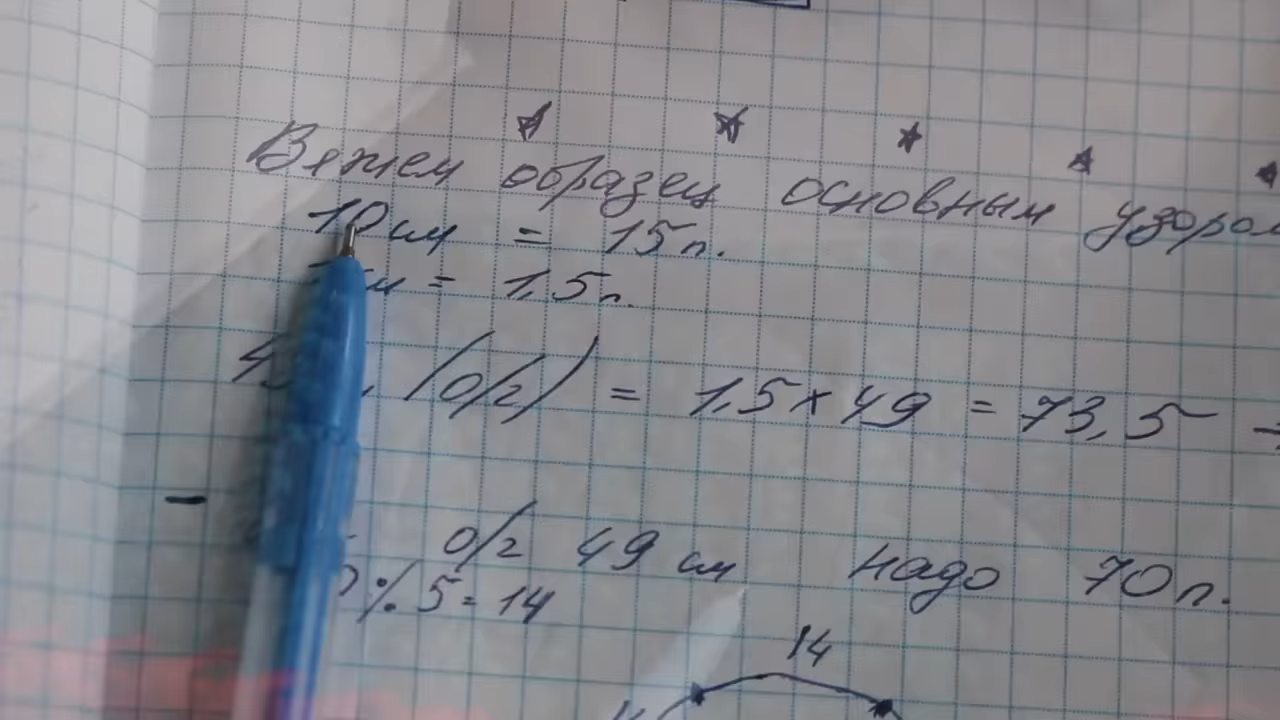 Вяжем образец основным узором
10 см = 15 п.
см = 1,5 п.
(о/г) = 1,5 × 49 = 73,5
о/г 49 см надо 70 п.
% 5 = 14
14